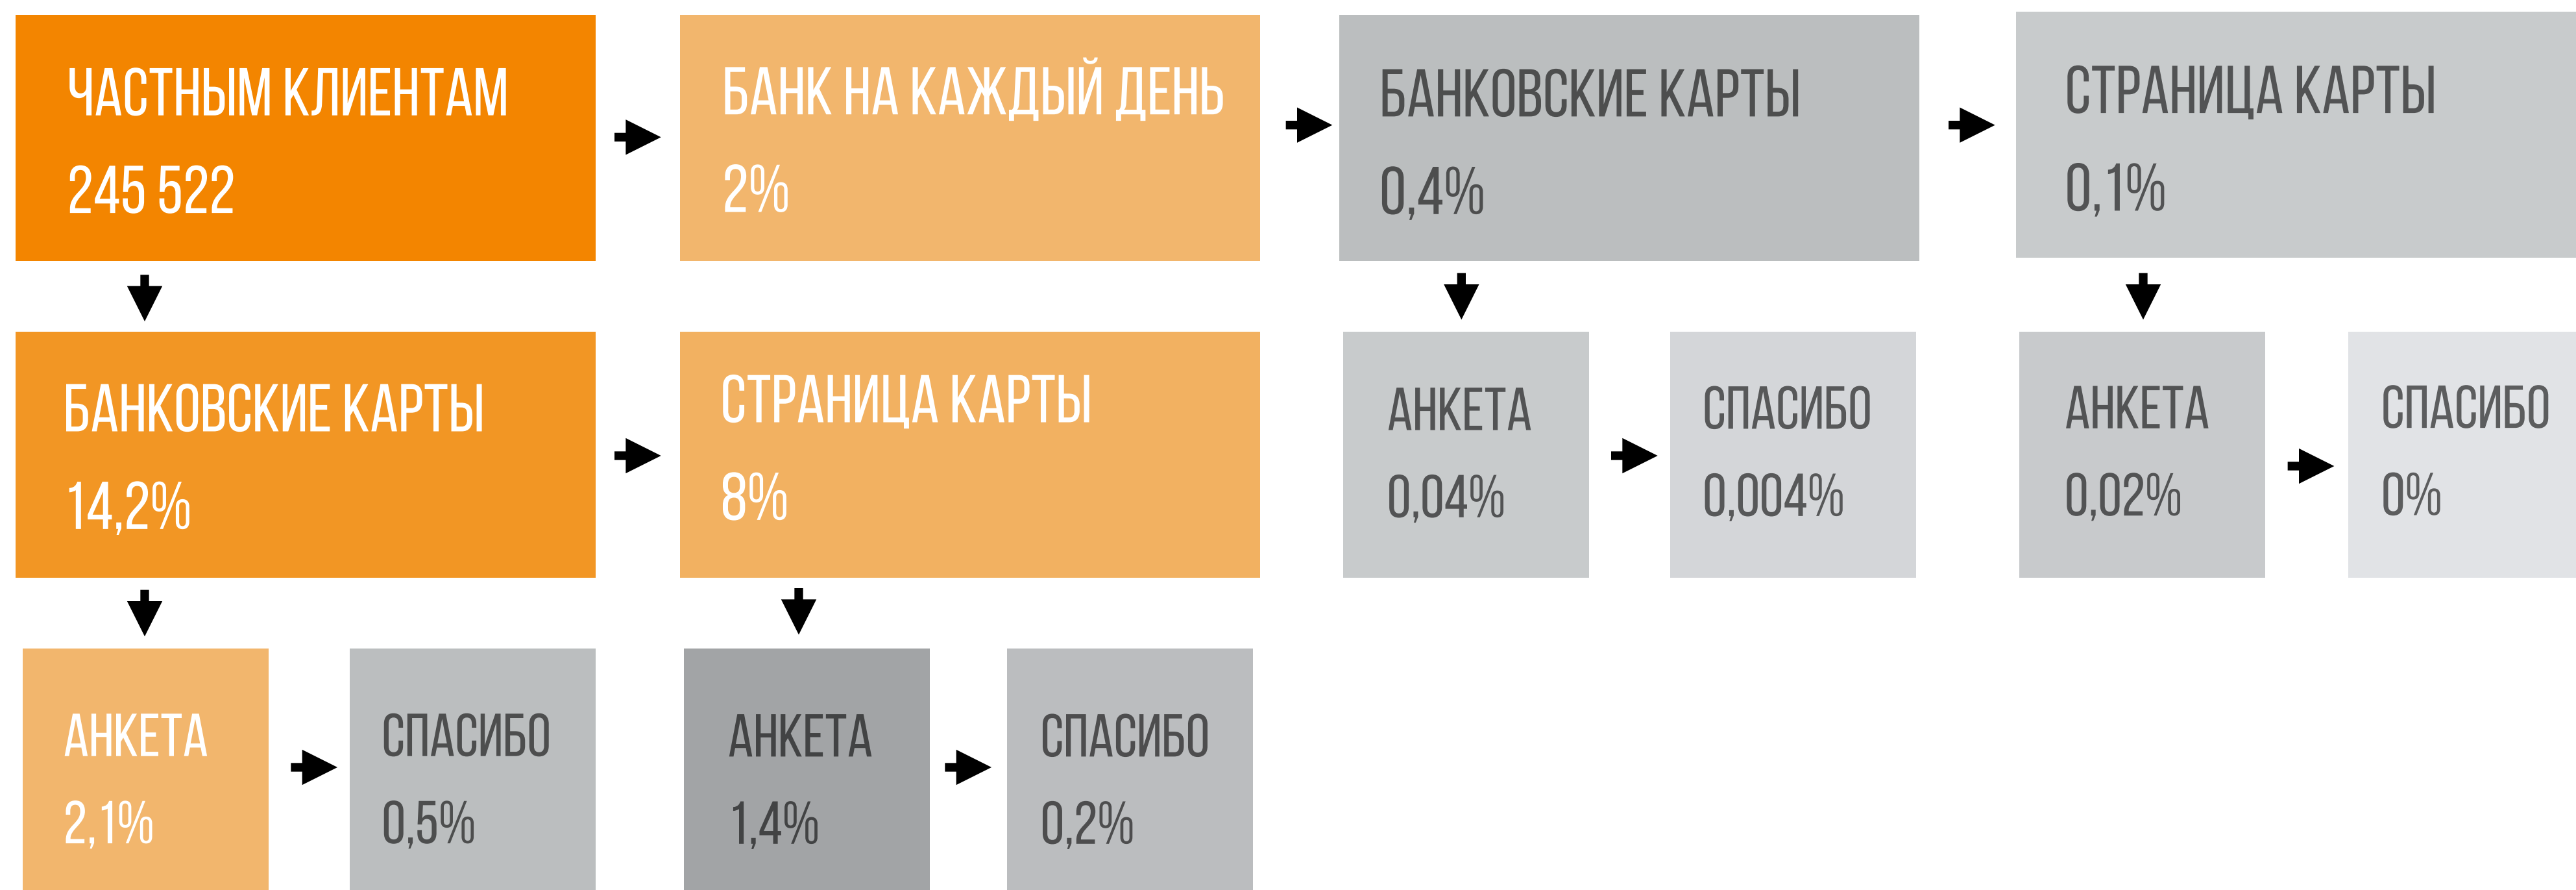 ЧАСТНЫМ КЛИЕНТАМ
245 522
БАНК НА КАЖДЫЙ ДЕНЬ
2%
БАНКОВСКИЕ КАРТЫ
0,4%
СТРАНИЦА КАРТЫ
0,1%
БАНКОВСКИЕ КАРТЫ
14,2%
СТРАНИЦА КАРТЫ
8%
АНКЕТА
0,04%
СПАСИБО
0,004%
АНКЕТА
0,02%
СПАСИБО
0%
АНКЕТА
2,1%
СПАСИБО
0,5%
АНКЕТА
1,4%
СПАСИБО
0,2%